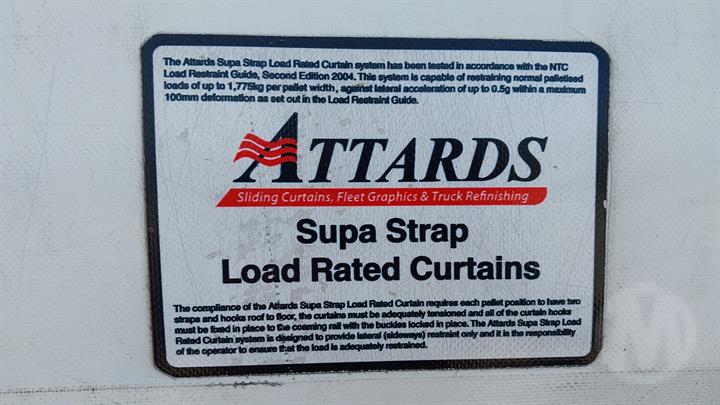 The Attards Supa Strap Load Rated Curtain system has been tested in accordance with the NTC
Load Restraint Guide, Second Edition 2004. This system is capable of restraining normal palletised
loads of up to 1,775kg per pallet width, against lateral acceleration of up to 0.5g within a maximum
100mm deformation as set out in the Load Restraint Guide.
ATTARDS
Sliding Curtains, Fleet Graphics & Truck Refinishing
Supa Strap
Load Rated Curtains
The compliance of the Attards Supa Strap Load Rated Curtain requires each pallet position to have two
straps and hooks roof to floor, the curtains must be adequately tensioned and all of the curtain hooks
must be fixed in place to the coaming rail with the buckles locked in place. The Attards Supa Strap Load
Rated Curtain system is designed to provide lateral (sideways) restraint only and it is the responsibility
of the operator to ensure that the load is adequately restrained.